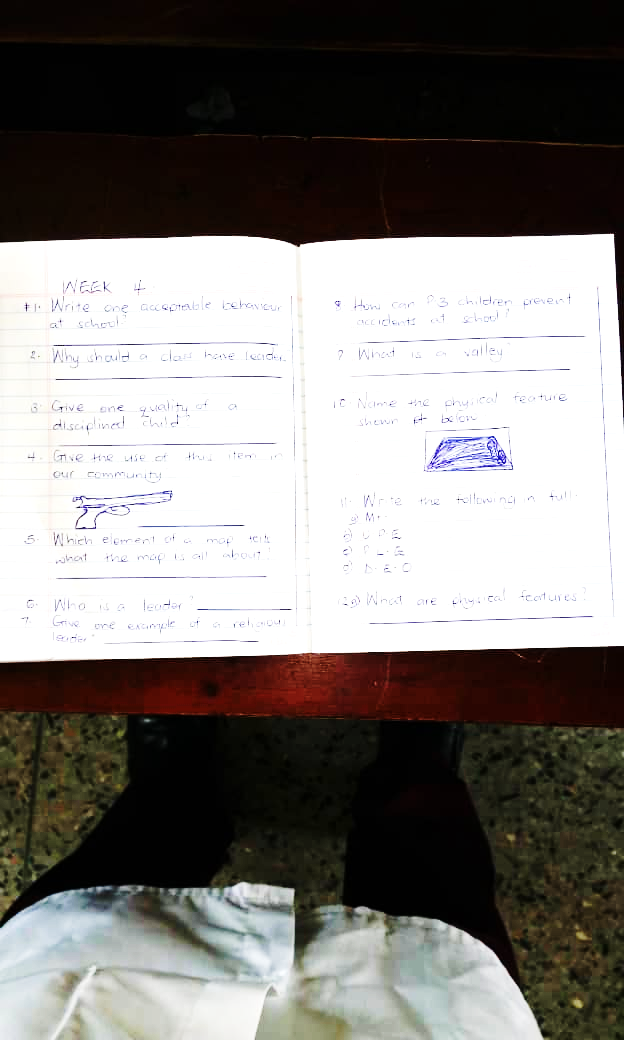 WEEK 4.
1. Write one acceptable behaviour
at school?
2. Why should a class have leader
3. Give one quality of a
disciplined child?
4. Give the use of this item in
our community
5. Which element of a map tells
what the map is all about?
6. Who is a leader?
7. Give one example of a religious
leader?
8 How can P3 children prevent
accidents at school?
9 What is a valley
10 Name the physical feature
shown below
11. Write the following in full.
a) Mr
b) U P E
c) P L E
d) D E O
12a) What are physical features?